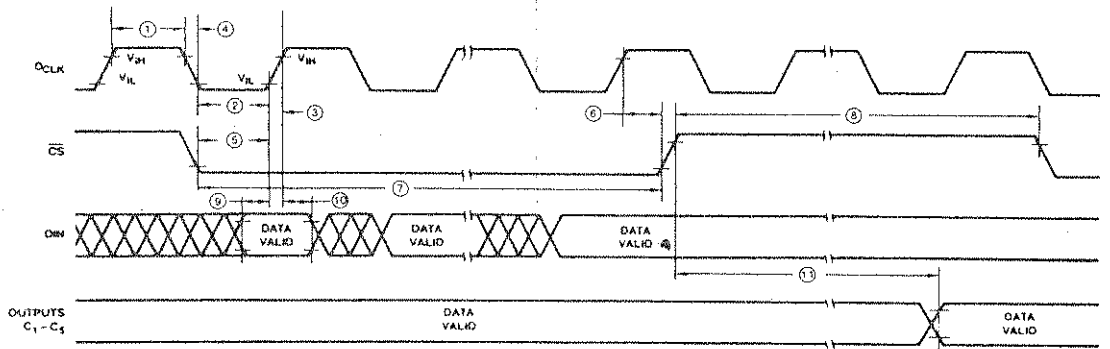 ① ④
DCLK VIH VIL VIL VIH
② ③ ⑥ ⑧
CS ⑤
⑦
⑨ ⑩
DIN DATA VALID DATA VALID DATA VALID
⑪
OUTPUTS C1 – C5 DATA VALID DATA VALID